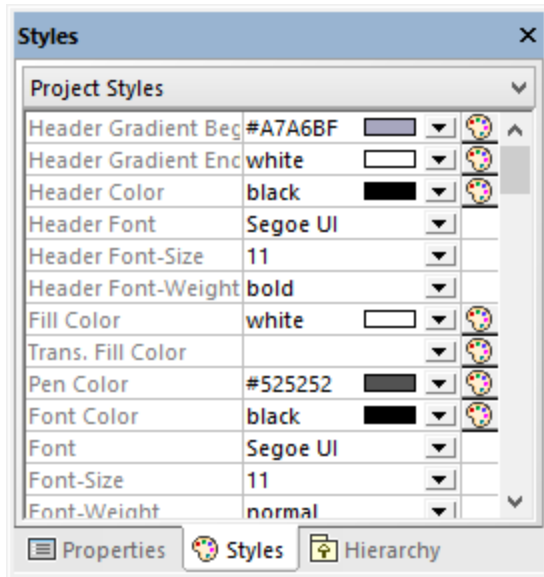 Styles
Project Styles
Header Gradient Beg #A7A6BF
Header Gradient Enc white
Header Color black
Header Font Segoe UI
Header Font-Size 11
Header Font-Weight bold
Fill Color white
Trans. Fill Color
Pen Color #525252
Font Color black
Font Segoe UI
Font-Size 11
Font-Weight normal
Properties Styles Hierarchy